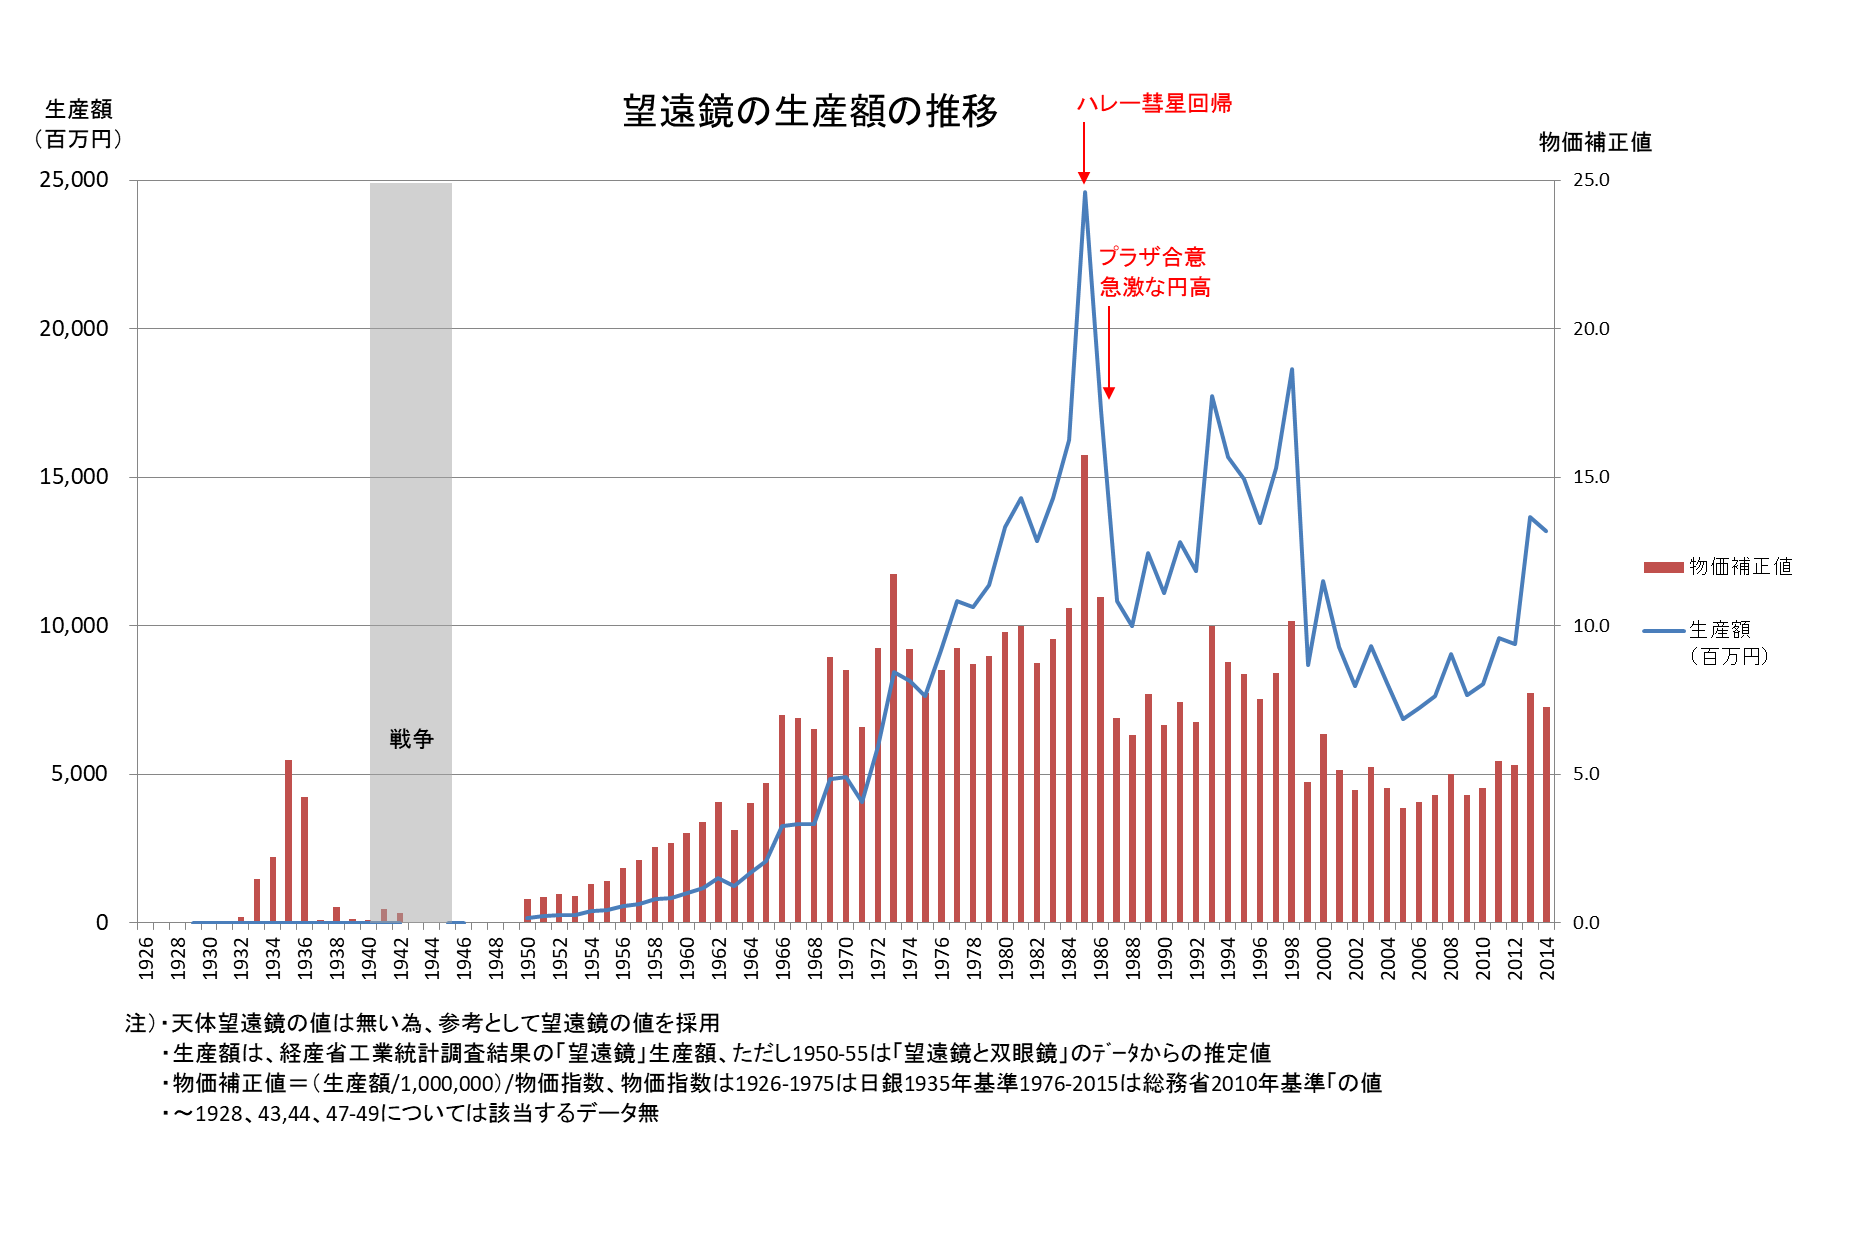 望遠鏡の生産額の推移
生産額
（百万円）
ハレー彗星回帰
物価補正値
プラザ合意
急激な円高
25,000
20,000
15,000
10,000
5,000
0
25.0
20.0
15.0
10.0
5.0
0.0
戦争
物価補正値
生産額
（百万円）
1926 1928 1930 1932 1934 1936 1938 1940 1942 1944 1946 1948 1950 1952 1954 1956 1958 1960 1962 1964 1966 1968 1970 1972 1974 1976 1978 1980 1982 1984 1986 1988 1990 1992 1994 1996 1998 2000 2002 2004 2006 2008 2010 2012 2014
注）・天体望遠鏡の値は無い為、参考として望遠鏡の値を採用
・生産額は、経産省工業統計調査結果の「望遠鏡」生産額、ただし1950-55は「望遠鏡と双眼鏡」のﾃﾞｰﾀからの推定値
・物価補正値＝（生産額/1,000,000）/物価指数、物価指数は1926-1975は日銀1935年基準1976-2015は総務省2010年基準「の値
・～1928、43,44、47-49については該当するデータ無